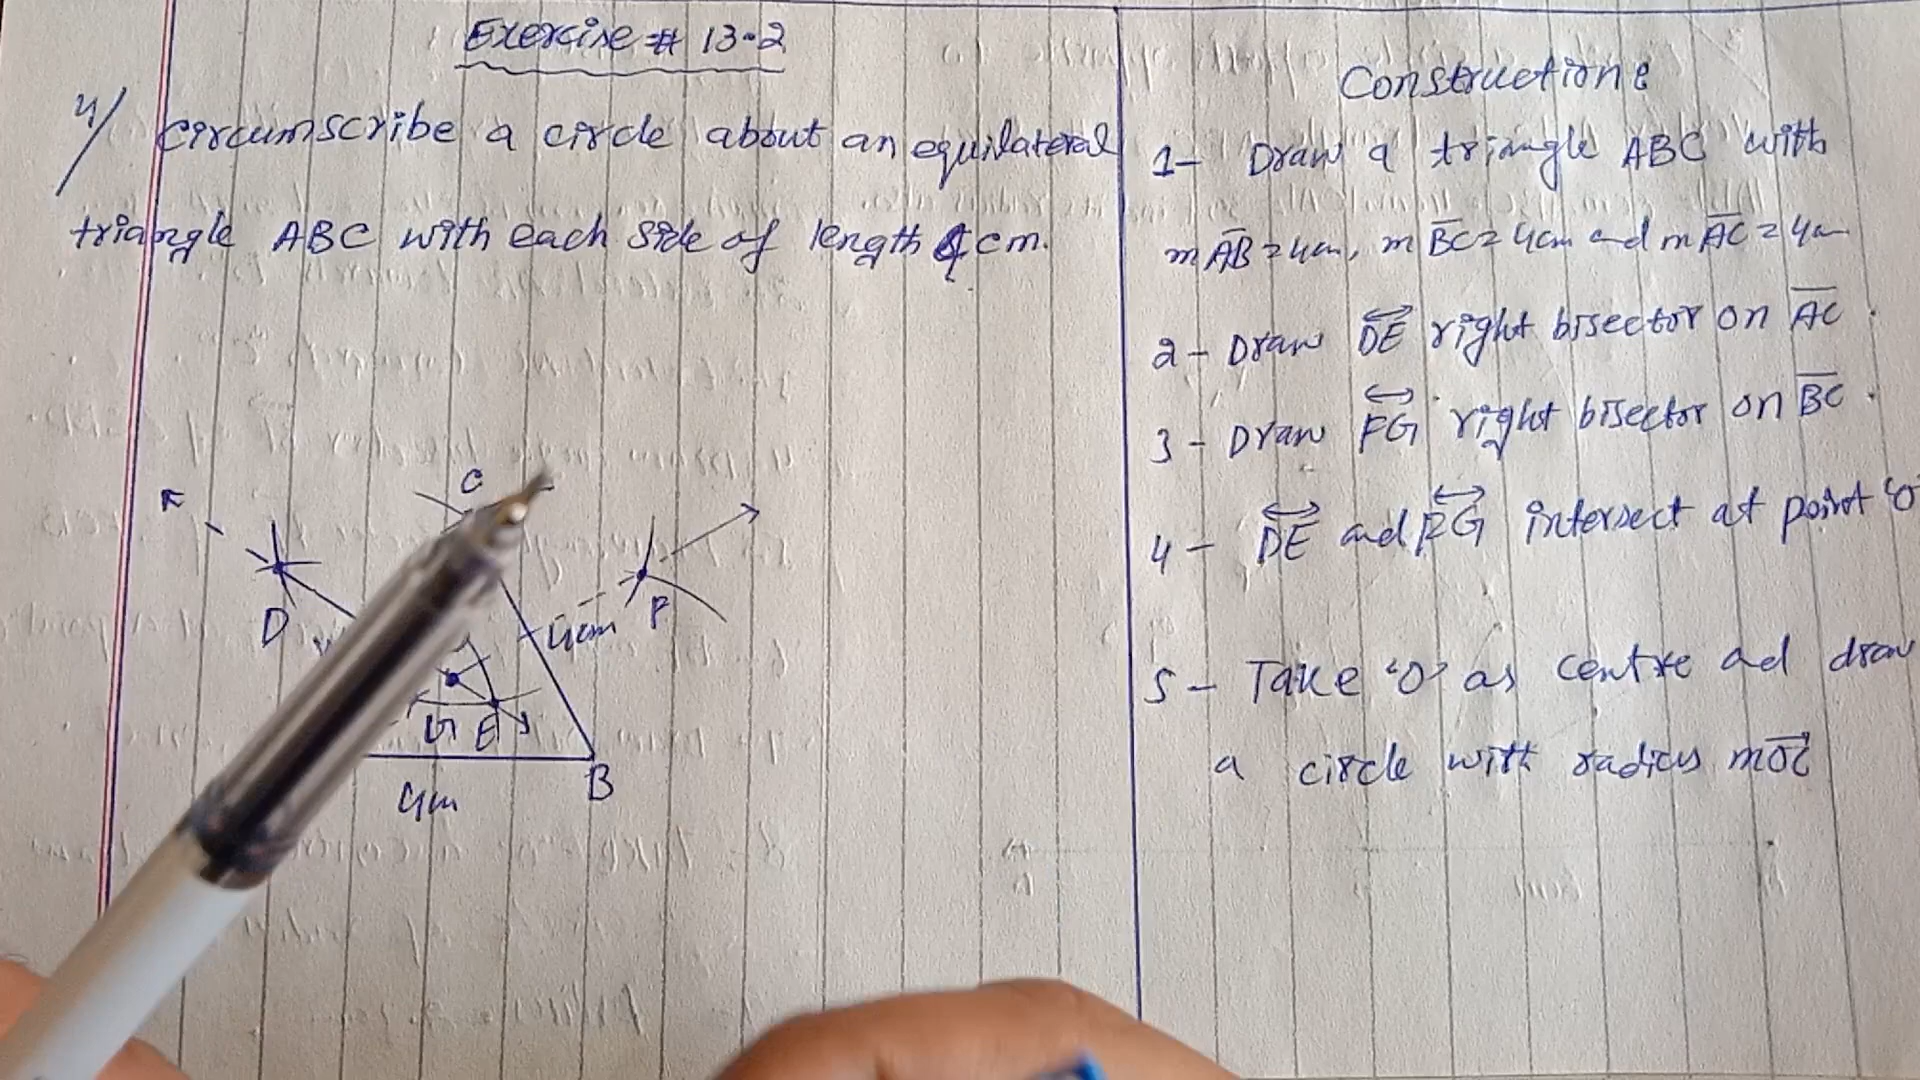 Exercise # 13.2
4/ Circumscribe a circle about an equilateral
triangle ABC with each side of length 4cm.
C
D
4cm
F
G E
4cm
B
Construction:
1- Draw a triangle ABC with
mAB = 4cm, mBC = 4cm and mAC = 4cm
2- Draw DE right bisector on AC.
3- Draw FG right bisector on BC.
4- DE and FG intersect at point 'O'
5- Take 'O' as centre ad draw
a circle with radius mOC